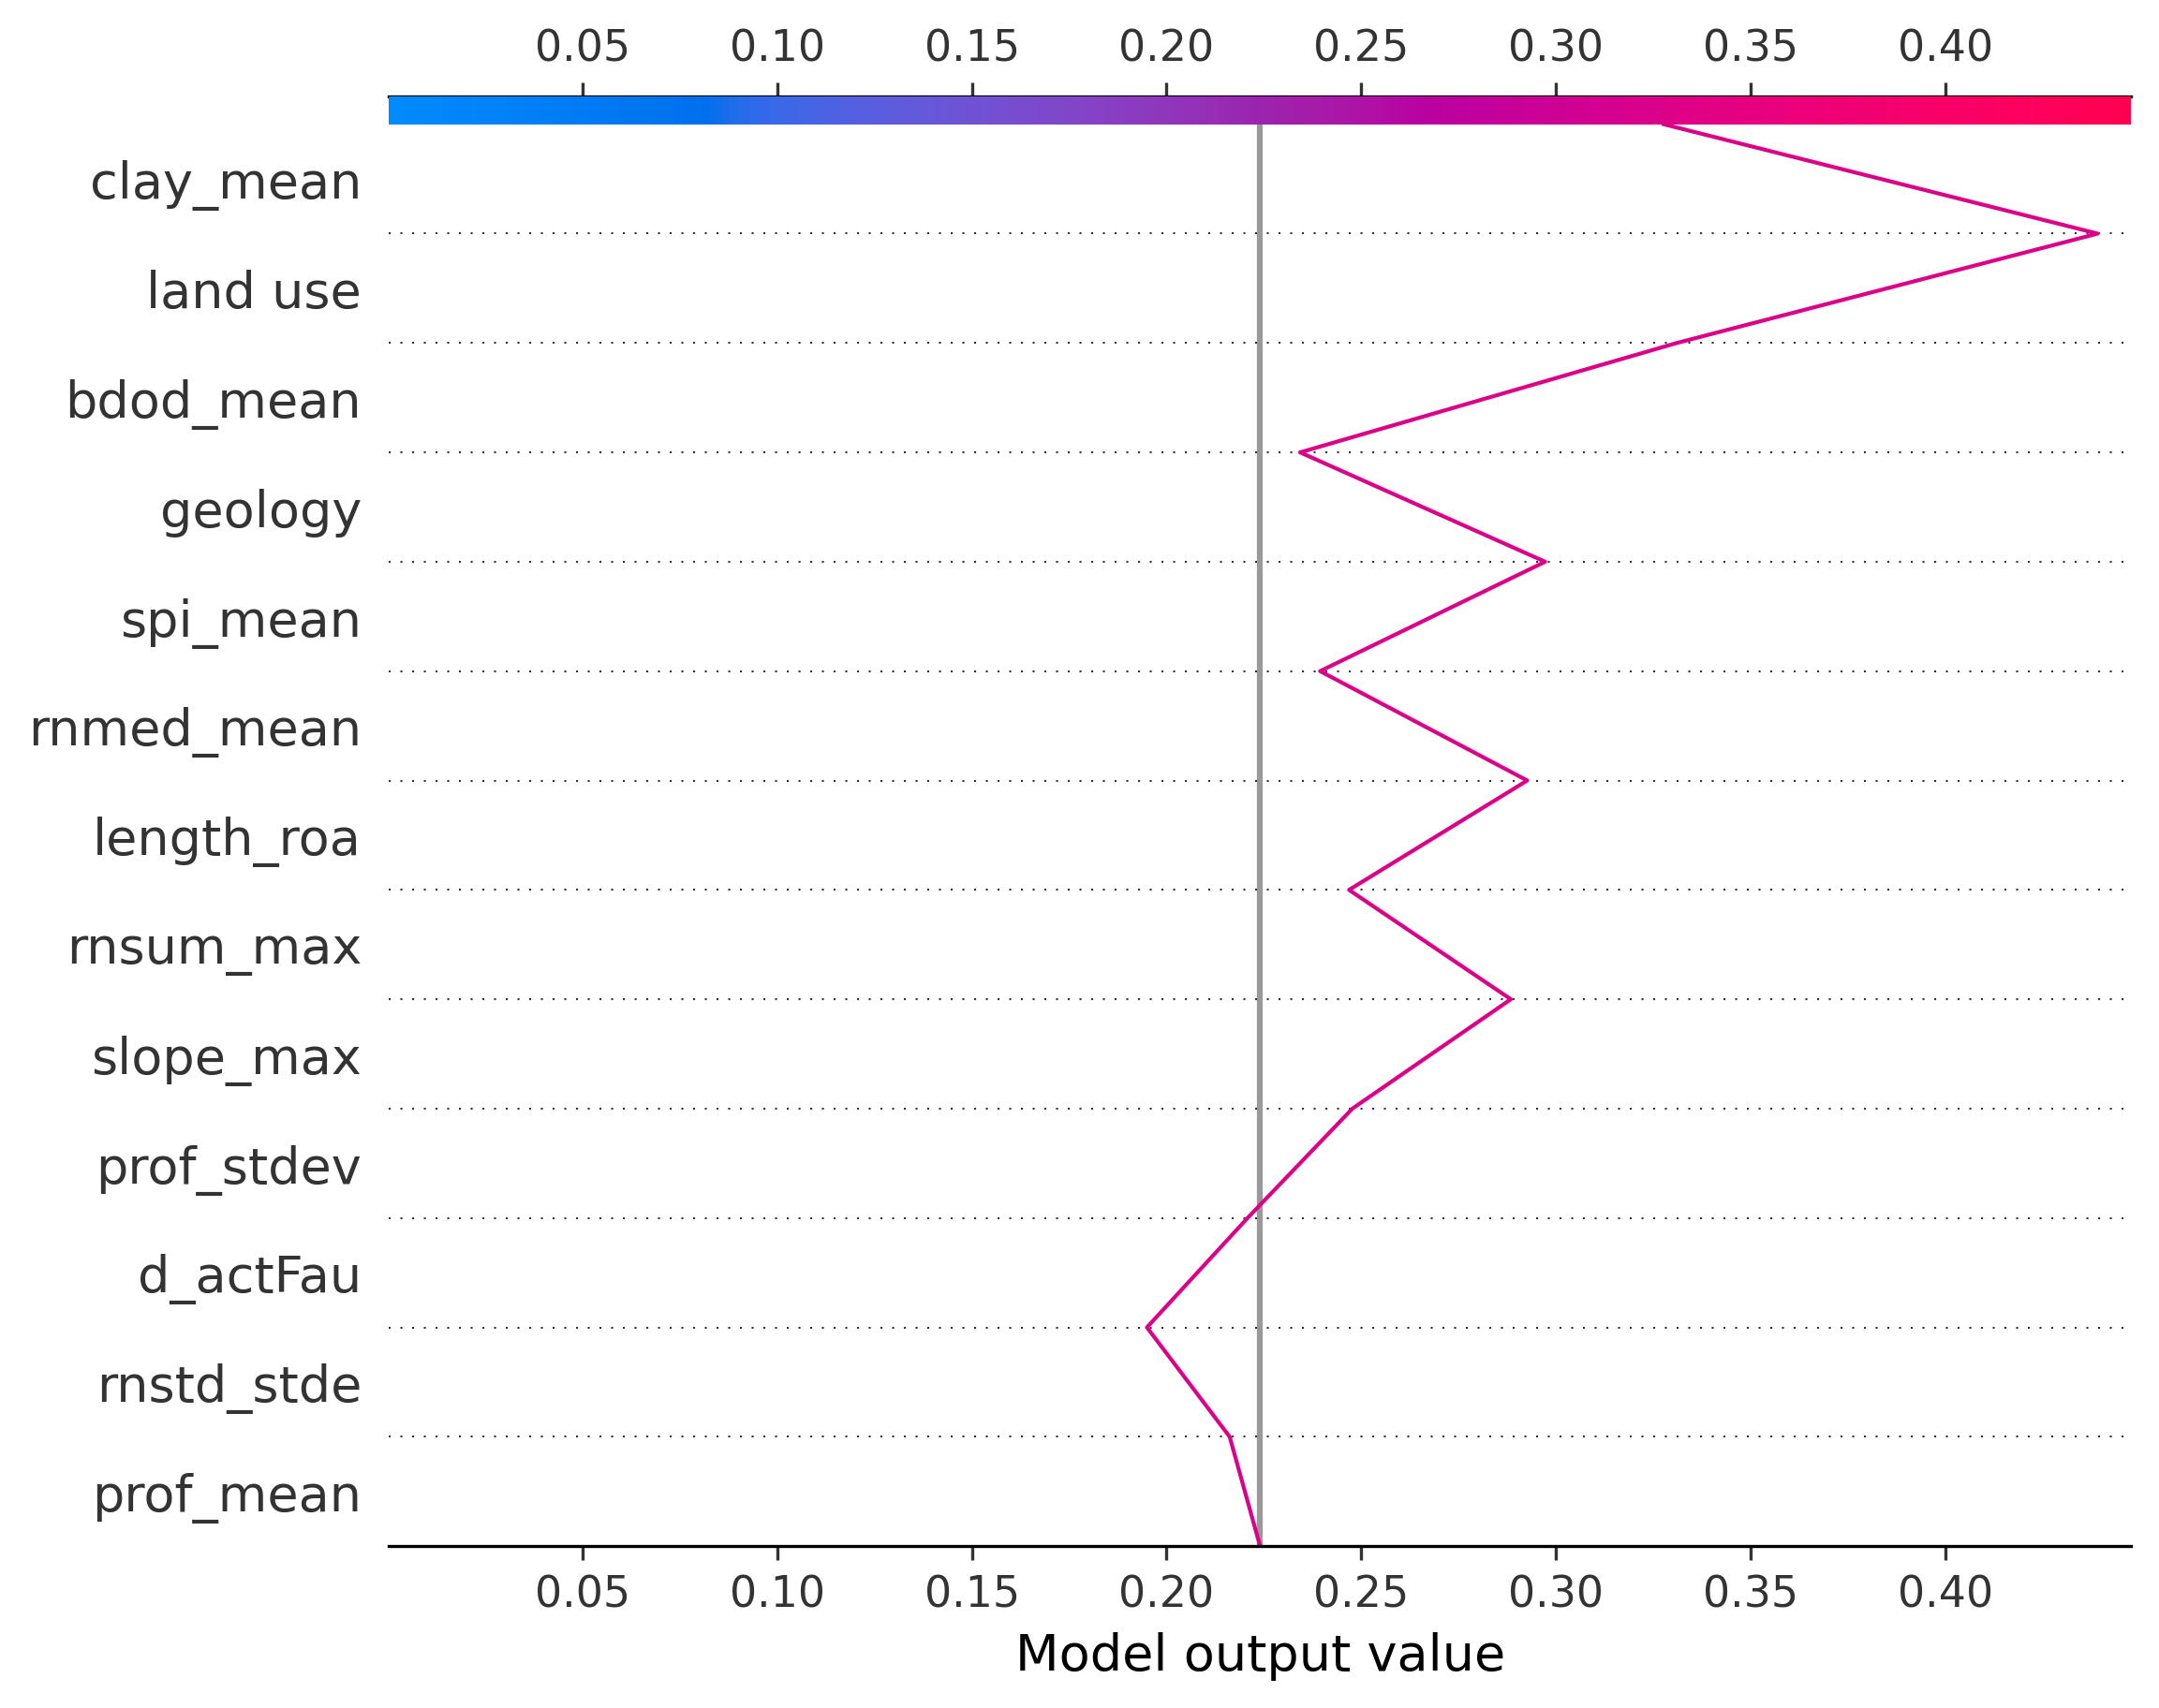 0.05 0.10 0.15 0.20 0.25 0.30 0.35 0.40
clay_mean
land use
bdod_mean
geology
spi_mean
rnmed_mean
length_roa
rnsum_max
slope_max
prof_stdev
d_actFau
rnstd_stde
prof_mean
0.05 0.10 0.15 0.20 0.25 0.30 0.35 0.40
Model output value